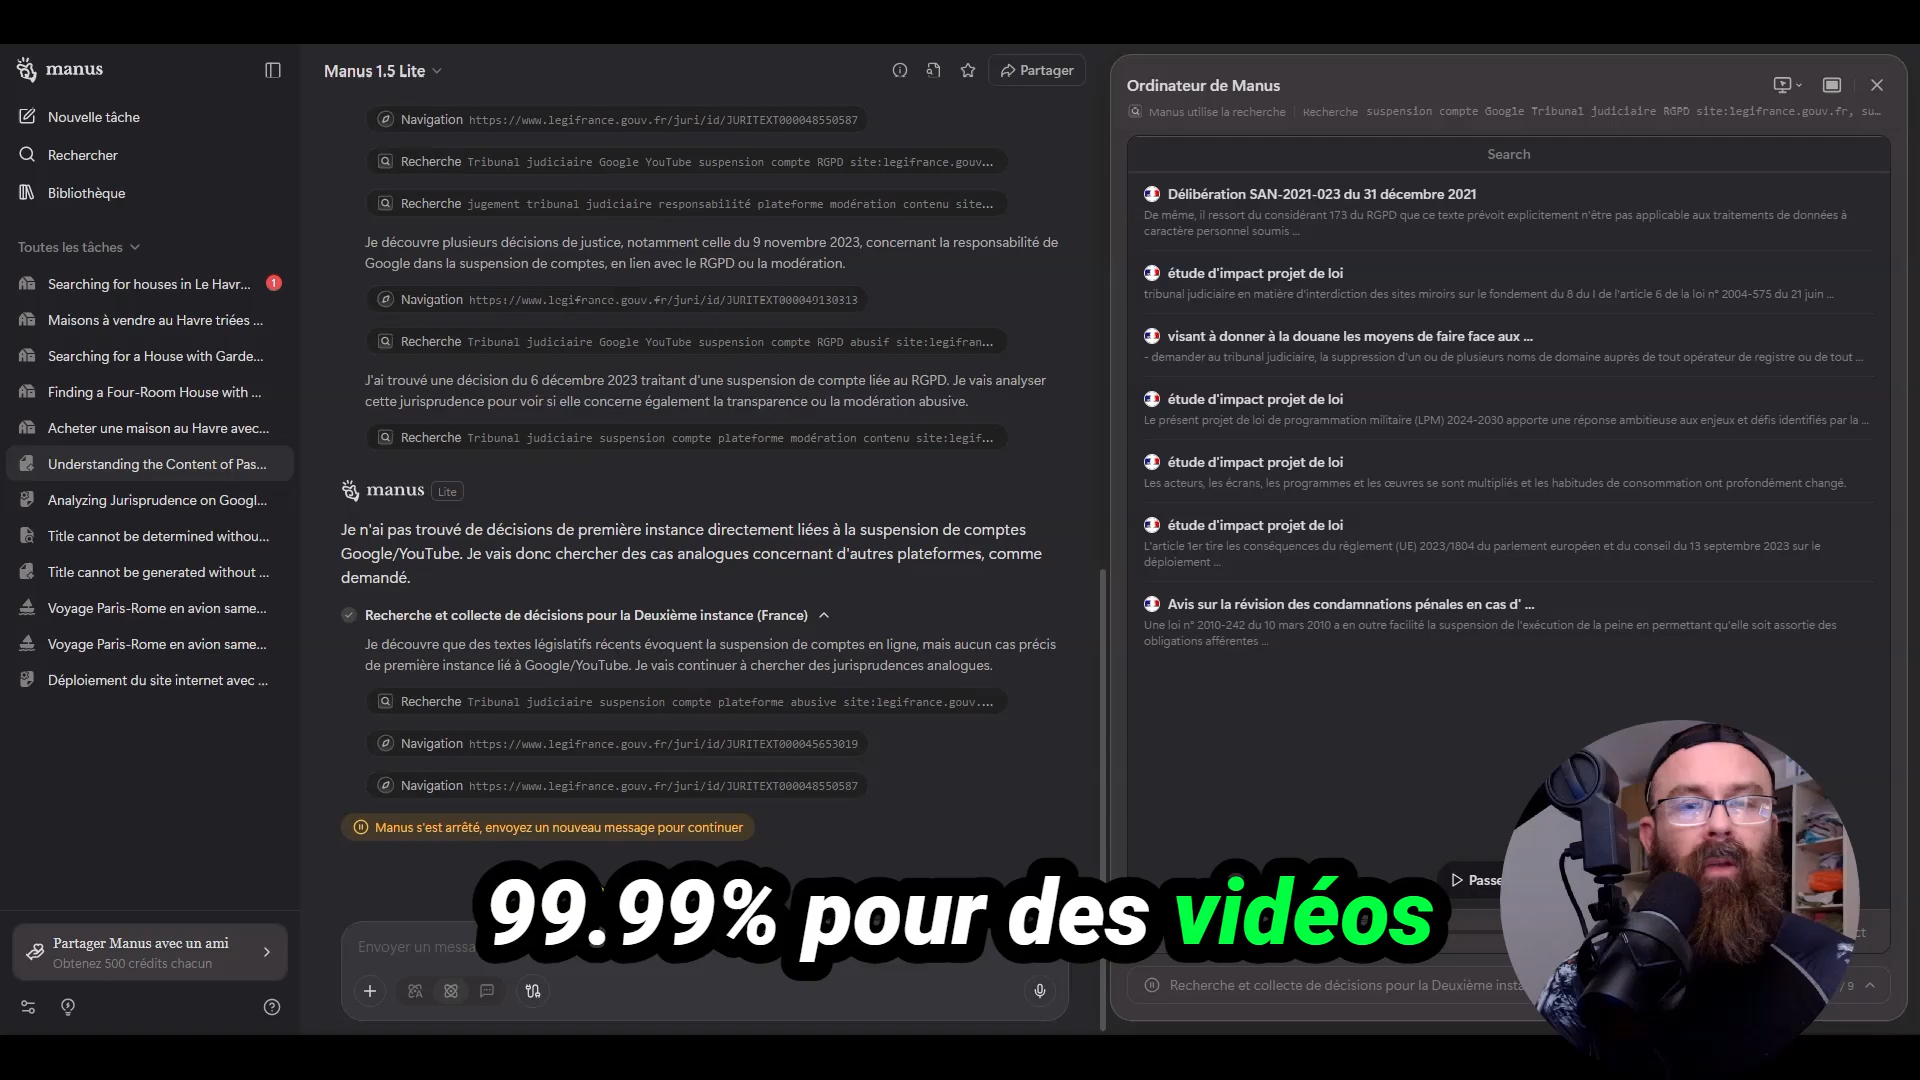 manus
Nouvelle tâche
Rechercher
Bibliothèque
Toutes les tâches
Searching for houses in Le Havr...
1
Maisons à vendre au Havre triées ...
Searching for a House with Garde...
Finding a Four-Room House with ...
Acheter une maison au Havre avec...
Understanding the Content of Pas...
Analyzing Jurisprudence on Googl...
Title cannot be determined withou...
Title cannot be generated without ...
Voyage Paris-Rome en avion same...
Voyage Paris-Rome en avion same...
Déploiement du site internet avec ...
Partager Manus avec un ami
Obtenez 500 crédits chacun
Manus 1.5 Lite
Partager
Navigation https://www.legifrance.gouv.fr/juri/id/JURITEXT000048550587
Recherche Tribunal judiciaire Google YouTube suspension compte RGPD site:legifrance.gouv...
Recherche jugement tribunal judiciaire responsabilité plateforme modération contenu site...
Je découvre plusieurs décisions de justice, notamment celle du 9 novembre 2023, concernant la responsabilité de
Google dans la suspension de comptes, en lien avec le RGPD ou la modération.
Navigation https://www.legifrance.gouv.fr/juri/id/JURITEXT000049130313
Recherche Tribunal judiciaire Google YouTube suspension compte RGPD abusif site:legifran...
J'ai trouvé une décision du 6 décembre 2023 traitant d'une suspension de compte liée au RGPD. Je vais analyser
cette jurisprudence pour voir si elle concerne également la transparence ou la modération abusive.
Recherche Tribunal judiciaire suspension compte plateforme modération contenu site:legif...
manus Lite
Je n'ai pas trouvé de décisions de première instance directement liées à la suspension de comptes
Google/YouTube. Je vais donc chercher des cas analogues concernant d'autres plateformes, comme
demandé.
Recherche et collecte de décisions pour la Deuxième instance (France)
Je découvre que des textes législatifs récents évoquent la suspension de comptes en ligne, mais aucun cas précis
de première instance lié à Google/YouTube. Je vais continuer à chercher des jurisprudences analogues.
Recherche Tribunal judiciaire suspension compte plateforme abusive site:legifrance.gouv....
Navigation https://www.legifrance.gouv.fr/juri/id/JURITEXT000045653019
Navigation https://www.legifrance.gouv.fr/juri/id/JURITEXT000048550587
Manus s'est arrêté, envoyez un nouveau message pour continuer
Envoyer un messa
99.99% pour des vidéos
Ordinateur de Manus
Manus utilise la recherche Recherche suspension compte Google Tribunal judiciaire RGPD site:legifrance.gouv.fr, su...
Search
Délibération SAN-2021-023 du 31 décembre 2021
De même, il ressort du considérant 173 du RGPD que ce texte prévoit explicitement n'être pas applicable aux traitements de données à
caractère personnel soumis ...
étude d'impact projet de loi
tribunal judiciaire en matière d'interdiction des sites miroirs sur le fondement du 8 du I de l'article 6 de la loi n° 2004-575 du 21 juin ...
visant à donner à la douane les moyens de faire face aux ...
- demander au tribunal judiciaire, la suppression d'un ou de plusieurs noms de domaine auprès de tout opérateur de registre ou de tout ...
étude d'impact projet de loi
Le présent projet de loi de programmation militaire (LPM) 2024-2030 apporte une réponse ambitieuse aux enjeux et défis identifiés par la ...
étude d'impact projet de loi
Les acteurs, les écrans, les programmes et les œuvres se sont multipliés et les habitudes de consommation ont profondément changé.
étude d'impact projet de loi
L'article 1er tire les conséquences du règlement (UE) 2023/1804 du parlement européen et du conseil du 13 septembre 2023 sur le
déploiement ...
Avis sur la révision des condamnations pénales en cas d' ...
Une loi n° 2010-242 du 10 mars 2010 a en outre facilité la suspension de l'exécution de la peine en permettant qu'elle soit assortie des
obligations afférentes ...
Passe
Recherche et collecte de décisions pour la Deuxième insta
/ 9